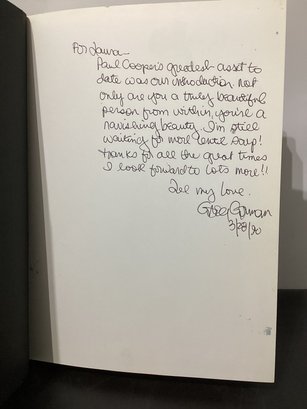 For Laura –
Paul Cooper's greatest asset to
date was our introduction. Not
only are you a truly beautiful
person from within, you're a
ravishing beauty. I'm still
waiting for more lentil soup!
Thanks for all the great times
I look forward to lots more!!
All my love.
Greg Gorman
3/28/90